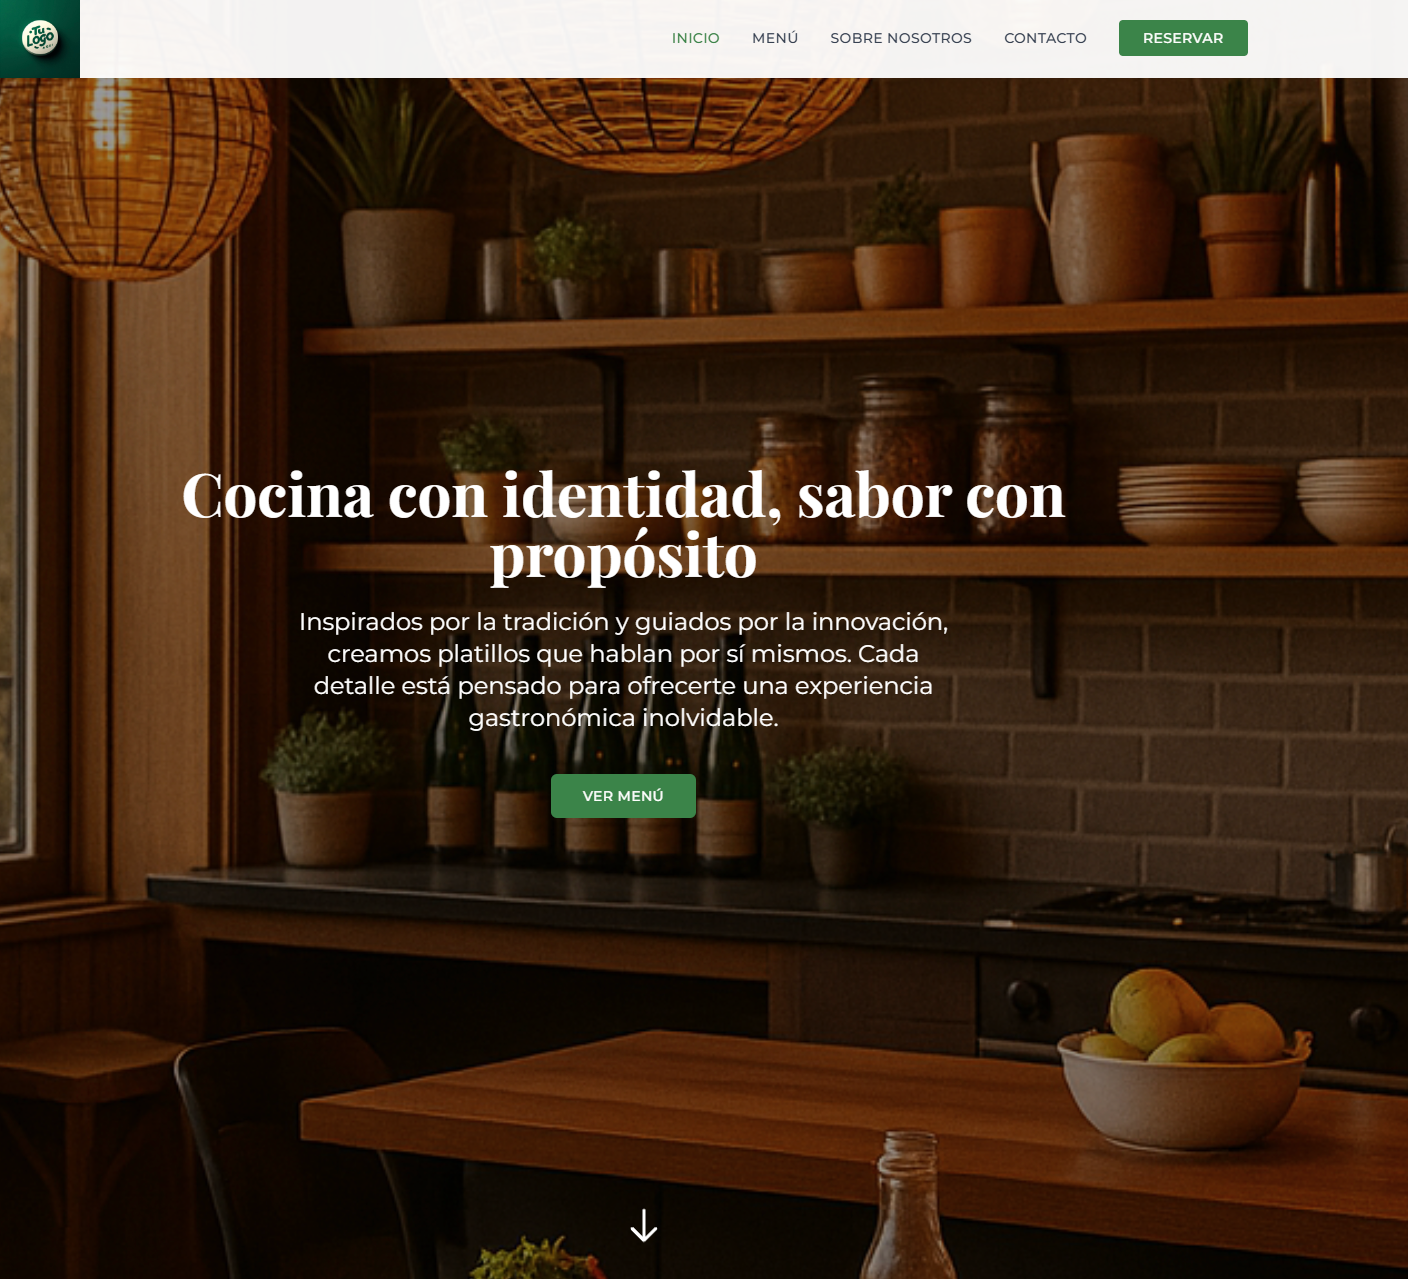 Tu Logo
INICIO MENÚ SOBRE NOSOTROS CONTACTO RESERVAR
Cocina con identidad, sabor con
propósito
Inspirados por la tradición y guiados por la innovación,
creamos platillos que hablan por sí mismos. Cada
detalle está pensado para ofrecerte una experiencia
gastronómica inolvidable.
VER MENÚ